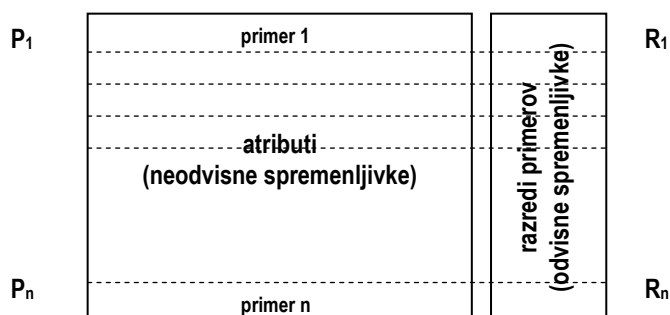 P₁
primer 1
R₁
atributi
(neodvisne spremenljivke)
razredi primerov
(odvisne spremenljivke)
Pₙ
primer n
Rₙ